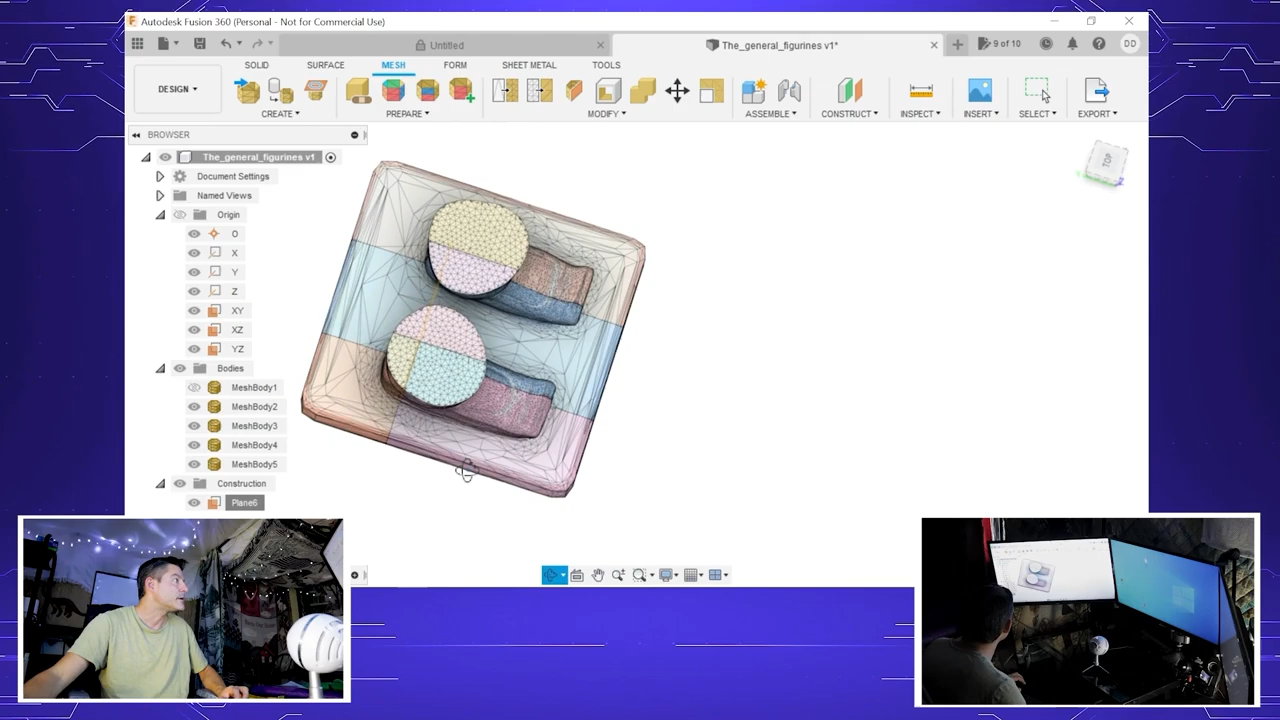 Autodesk Fusion 360 (Personal - Not for Commercial Use)
Untitled
The_general_figurines v1*
9 of 10
DD
DESIGN
SOLID
SURFACE
MESH
FORM
SHEET METAL
TOOLS
CREATE
PREPARE
MODIFY
ASSEMBLE
CONSTRUCT
INSPECT
INSERT
SELECT
EXPORT
BROWSER
The_general_figurines v1
Document Settings
Named Views
Origin
O
X
Y
Z
XY
XZ
YZ
Bodies
MeshBody1
MeshBody2
MeshBody3
MeshBody4
MeshBody5
Construction
Plane6
TOP
Z